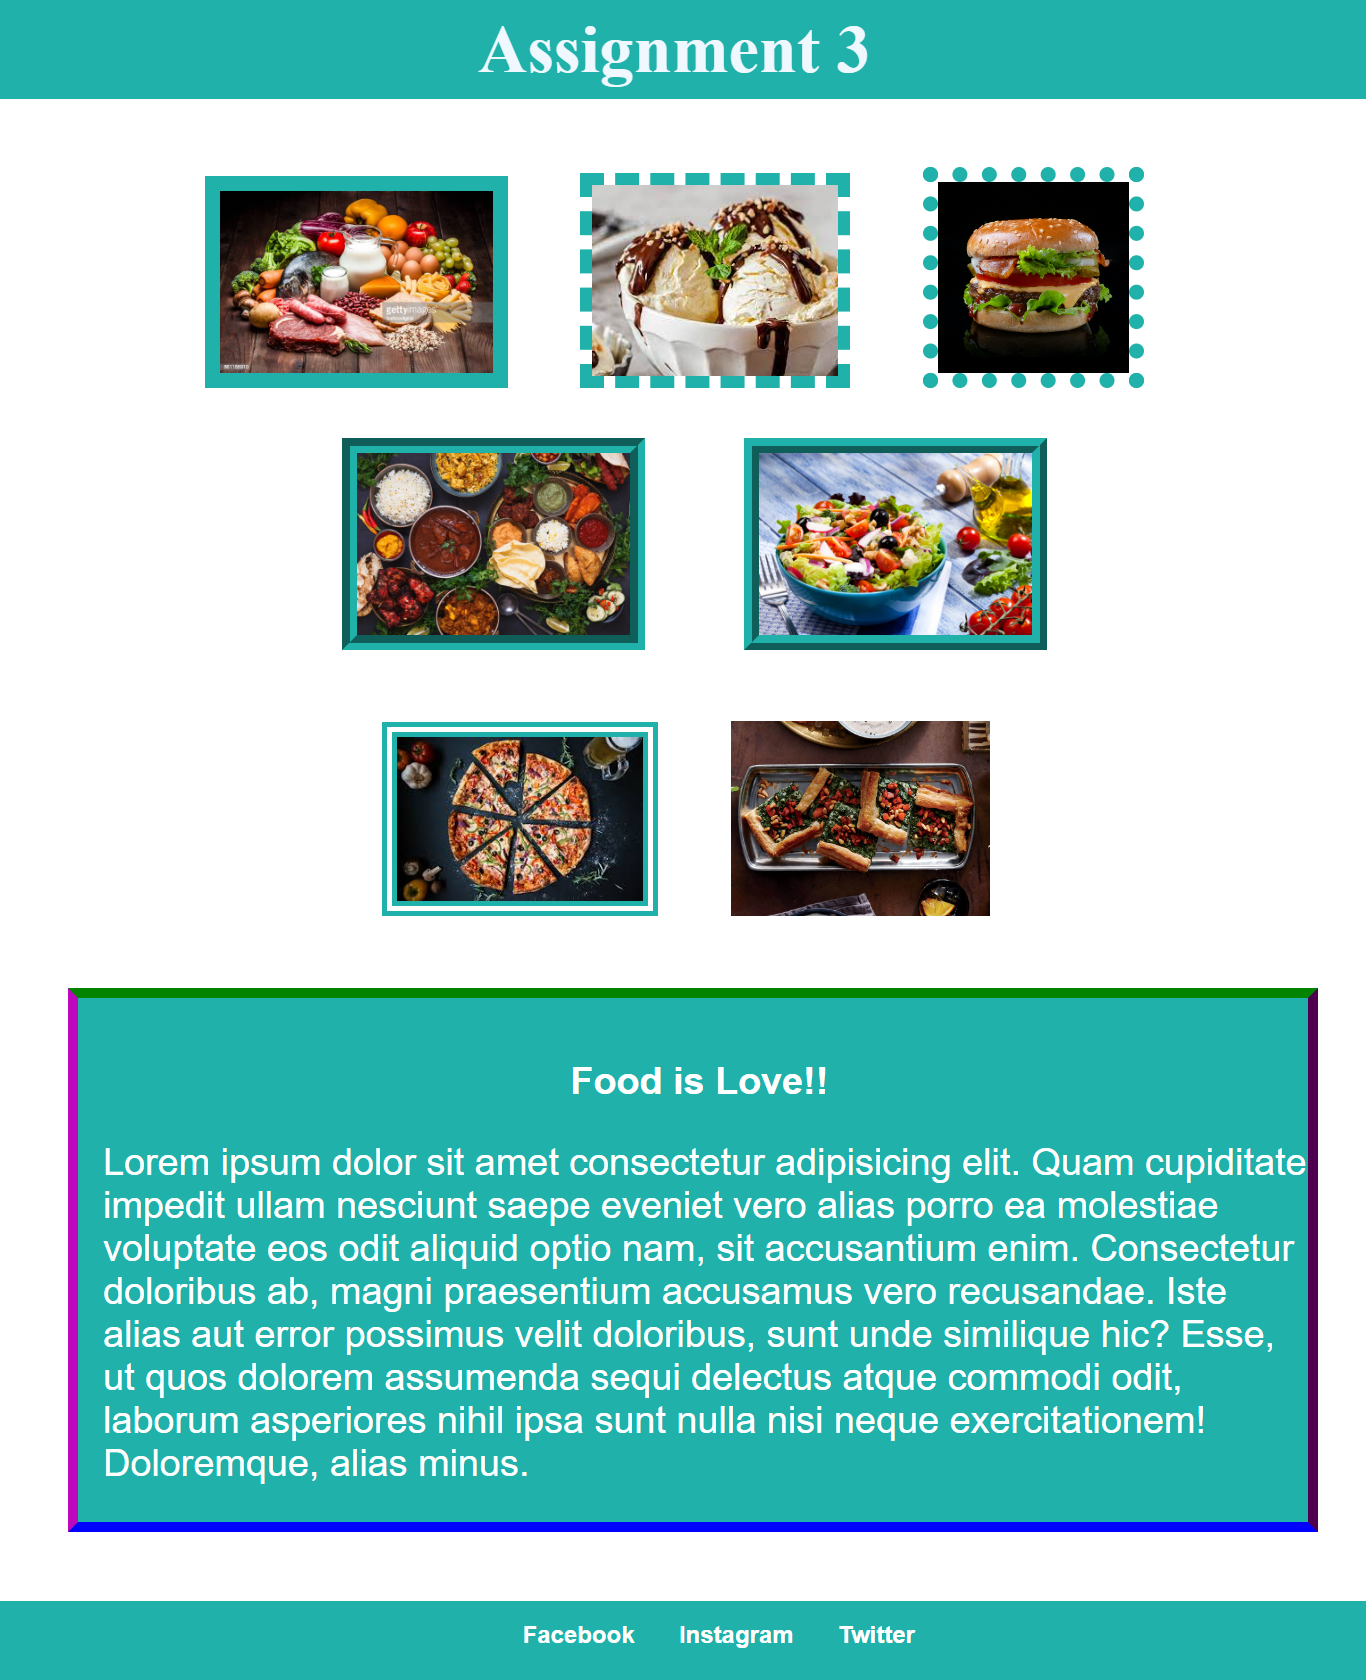 Assignment 3
gettyimages
Food is Love!!
Lorem ipsum dolor sit amet consectetur adipisicing elit. Quam cupiditate
impedit ullam nesciunt saepe eveniet vero alias porro ea molestiae
voluptate eos odit aliquid optio nam, sit accusantium enim. Consectetur
doloribus ab, magni praesentium accusamus vero recusandae. Iste
alias aut error possimus velit doloribus, sunt unde similique hic? Esse,
ut quos dolorem assumenda sequi delectus atque commodi odit,
laborum asperiores nihil ipsa sunt nulla nisi neque exercitationem!
Doloremque, alias minus.
Facebook Instagram Twitter